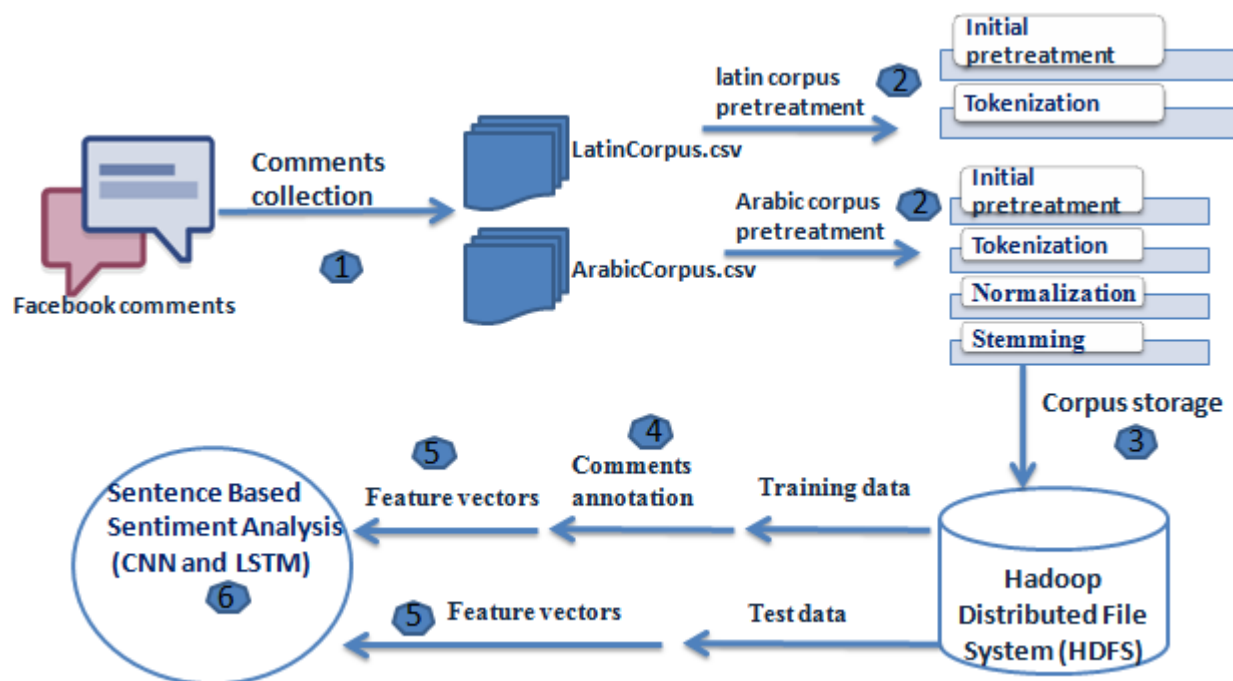 Initial
pretreatment
Tokenization
latin corpus
pretreatment
2
LatinCorpus.csv
Comments
collection
1
Facebook comments
Arabic corpus
pretreatment
2
ArabicCorpus.csv
Initial
pretreatment
Tokenization
Normalization
Stemming
Corpus storage
3
Hadoop
Distributed File
System (HDFS)
Training data
4
Comments
annotation
5
Feature vectors
Test data
5
Feature vectors
Sentence Based
Sentiment Analysis
(CNN and LSTM)
6